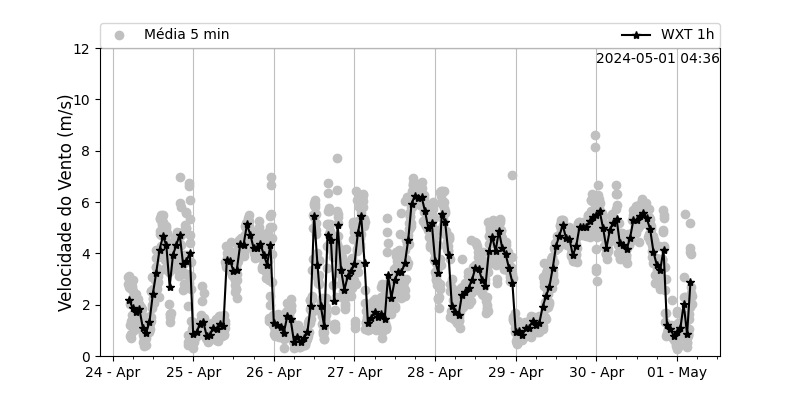 Média 5 min
WXT 1h
2024-05-01 04:36
Velocidade do Vento (m/s)
12
10
8
6
4
2
0
24 - Apr
25 - Apr
26 - Apr
27 - Apr
28 - Apr
29 - Apr
30 - Apr
01 - May